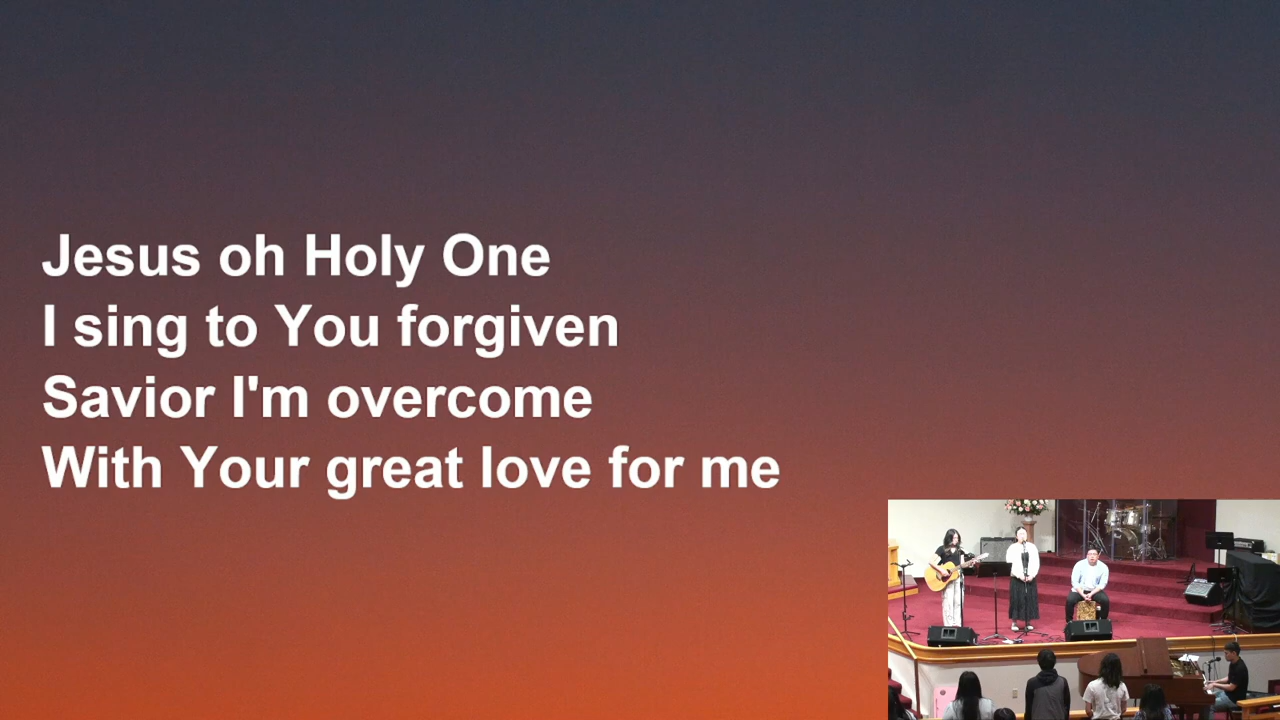 Jesus oh Holy One
I sing to You forgiven
Savior I'm overcome
With Your great love for me